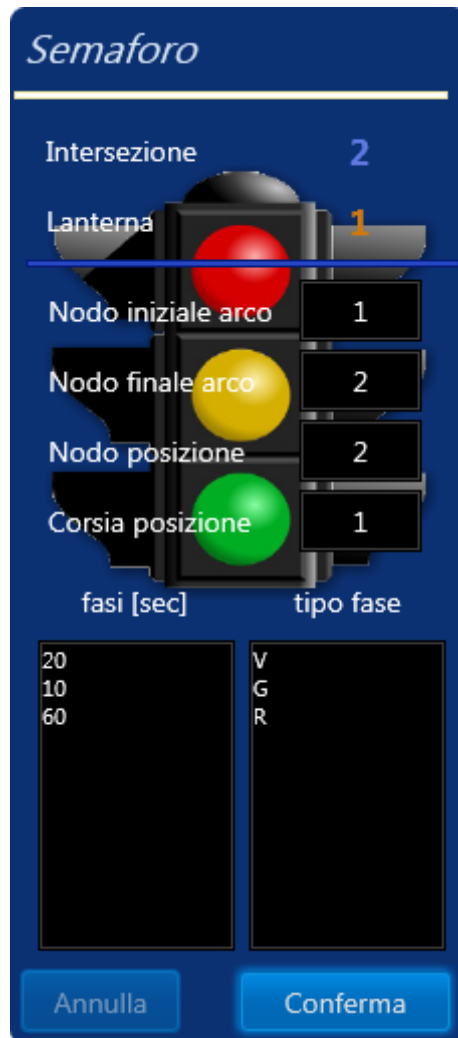 Semaforo
Intersezione 2
Lanterna 1
Nodo iniziale arco 1
Nodo finale arco 2
Nodo posizione 2
Corsia posizione 1
fasi [sec] tipo fase
20 V
10 G
60 R
Annulla Conferma